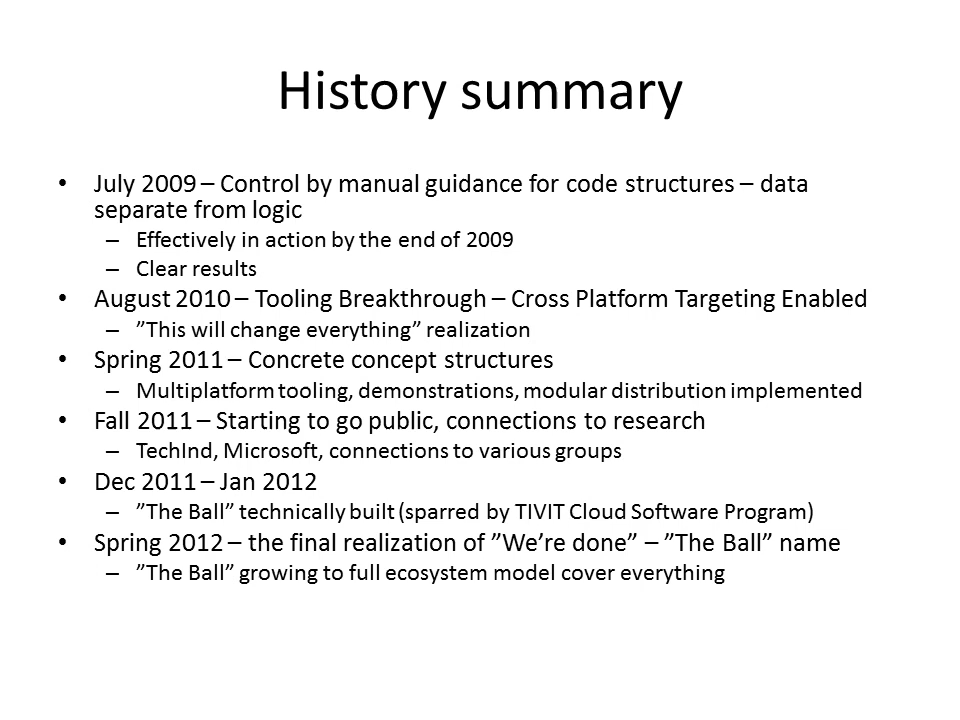 History summary
• July 2009 – Control by manual guidance for code structures – data
separate from logic
– Effectively in action by the end of 2009
– Clear results
• August 2010 – Tooling Breakthrough – Cross Platform Targeting Enabled
– ”This will change everything” realization
• Spring 2011 – Concrete concept structures
– Multiplatform tooling, demonstrations, modular distribution implemented
• Fall 2011 – Starting to go public, connections to research
– TechInd, Microsoft, connections to various groups
• Dec 2011 – Jan 2012
– ”The Ball” technically built (sparred by TIVIT Cloud Software Program)
• Spring 2012 – the final realization of ”We’re done” – ”The Ball” name
– ”The Ball” growing to full ecosystem model cover everything